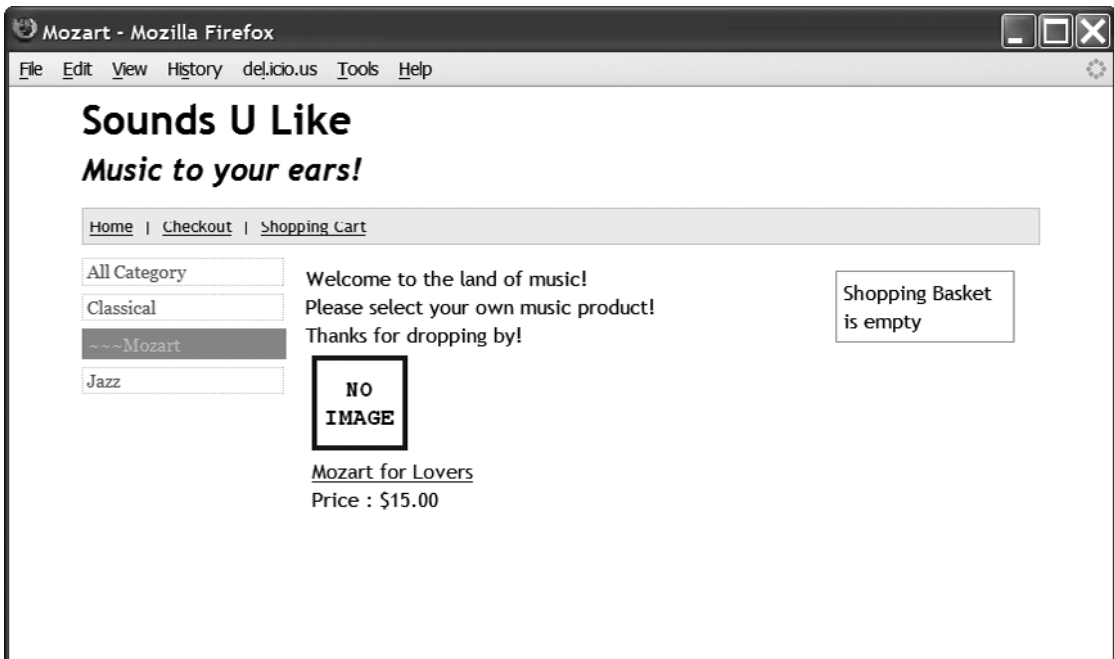 Mozart - Mozilla Firefox
File Edit View History del.icio.us Tools Help
Sounds U Like
Music to your ears!
Home | Checkout | Shopping Cart
All Category
Classical
~~~Mozart
Jazz
Welcome to the land of music!
Please select your own music product!
Thanks for dropping by!
NO
IMAGE
Mozart for Lovers
Price : $15.00
Shopping Basket
is empty